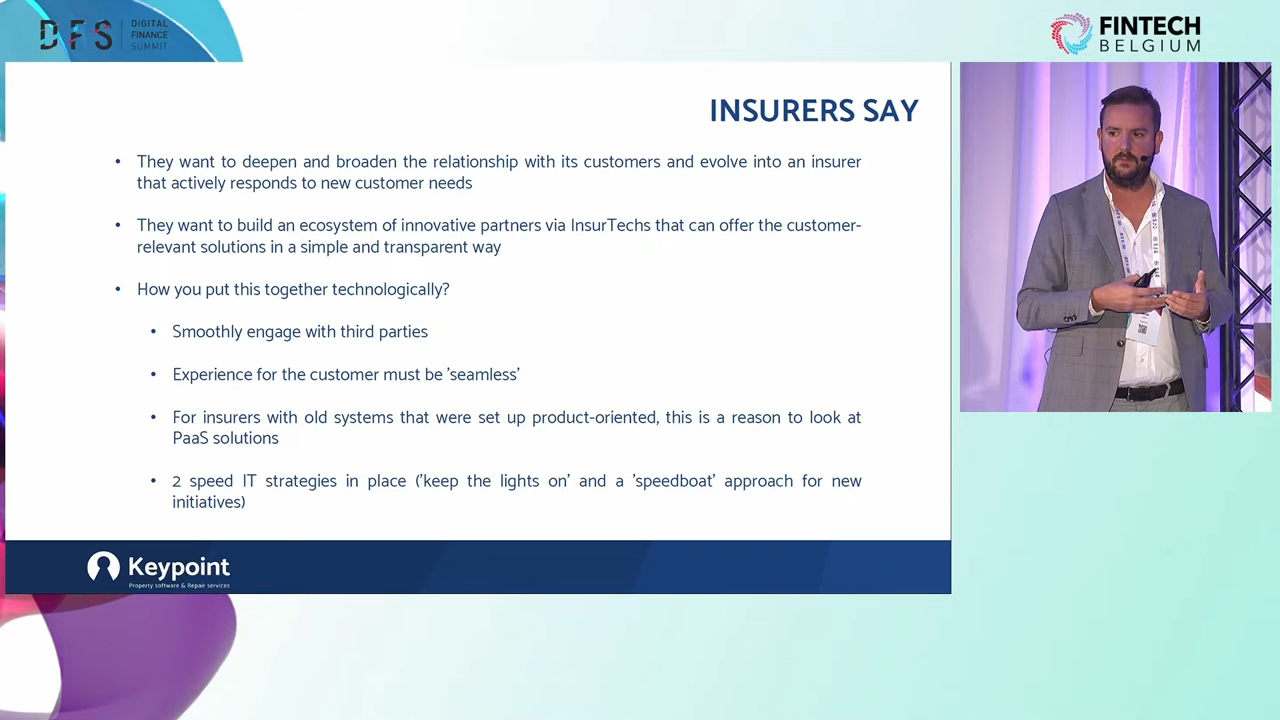 DFS
DIGITAL
FINANCE
SUMMIT
FINTECH
BELGIUM
INSURERS SAY
• They want to deepen and broaden the relationship with its customers and evolve into an insurer
that actively responds to new customer needs
• They want to build an ecosystem of innovative partners via InsurTechs that can offer the customer-
relevant solutions in a simple and transparent way
• How you put this together technologically?
• Smoothly engage with third parties
• Experience for the customer must be 'seamless'
• For insurers with old systems that were set up product-oriented, this is a reason to look at
PaaS solutions
• 2 speed IT strategies in place ('keep the lights on' and a 'speedboat' approach for new
initiatives)
Keypoint
Property software & Repair services